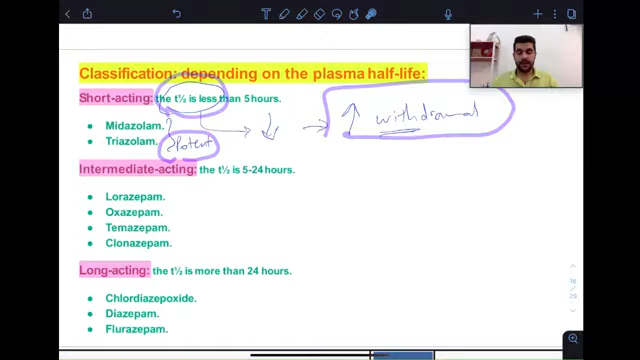 Classification: depending on the plasma half-life:
Short-acting: the t½ is less than 5 hours.
↓ → ↑ withdrawal
Midazolam.
Triazolam.
Potent
Intermediate-acting: the t½ is 5-24 hours.
Lorazepam.
Oxazepam.
Temazepam.
Clonazepam.
Long-acting: the t½ is more than 24 hours.
Chlordiazepoxide.
Diazepam.
Flurazepam.